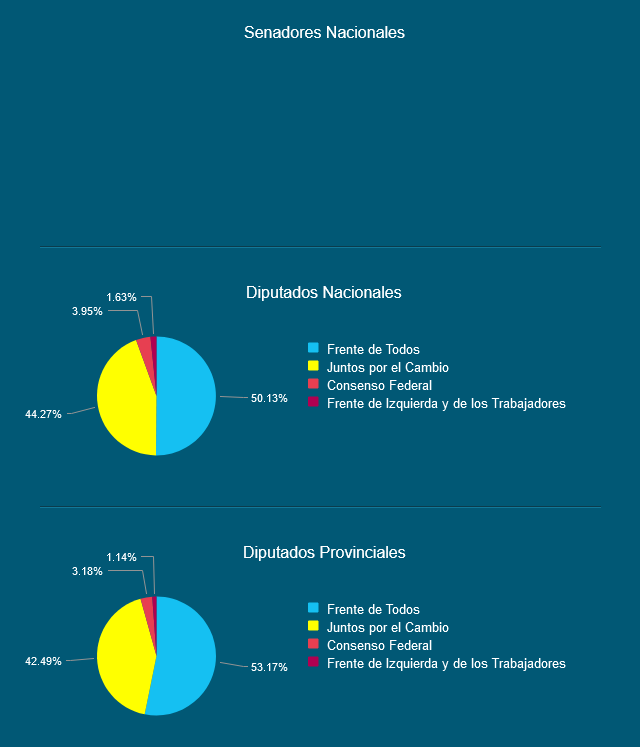 Senadores Nacionales
Diputados Nacionales
1.63%
3.95%
44.27%
50.13%
Frente de Todos
Juntos por el Cambio
Consenso Federal
Frente de Izquierda y de los Trabajadores
Diputados Provinciales
1.14%
3.18%
42.49%
53.17%
Frente de Todos
Juntos por el Cambio
Consenso Federal
Frente de Izquierda y de los Trabajadores